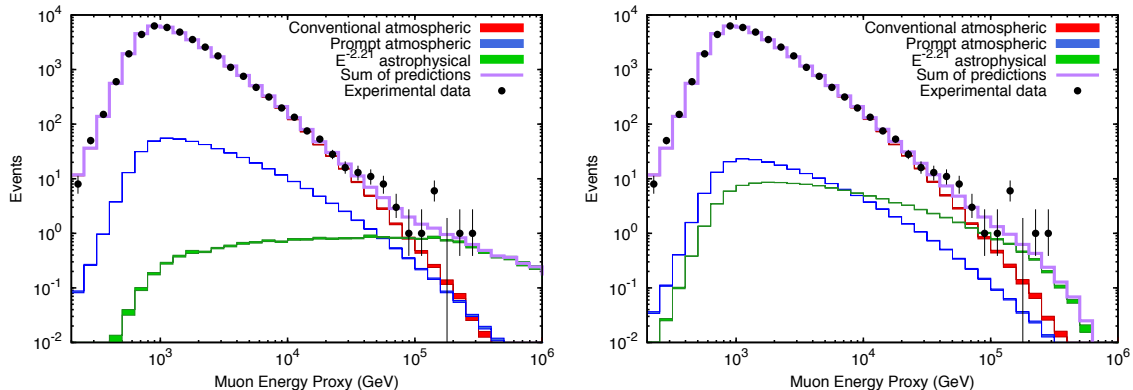 10^4
10^3
10^2
10^1
10^0
10^-1
10^-2
Events
Conventional atmospheric
Prompt atmospheric
E^-2.21 astrophysical
Sum of predictions
Experimental data
10^3 10^4 10^5 10^6
Muon Energy Proxy (GeV)
10^4
10^3
10^2
10^1
10^0
10^-1
10^-2
Events
Conventional atmospheric
Prompt atmospheric
E^-2.21 astrophysical
Sum of predictions
Experimental data
10^3 10^4 10^5 10^6
Muon Energy Proxy (GeV)